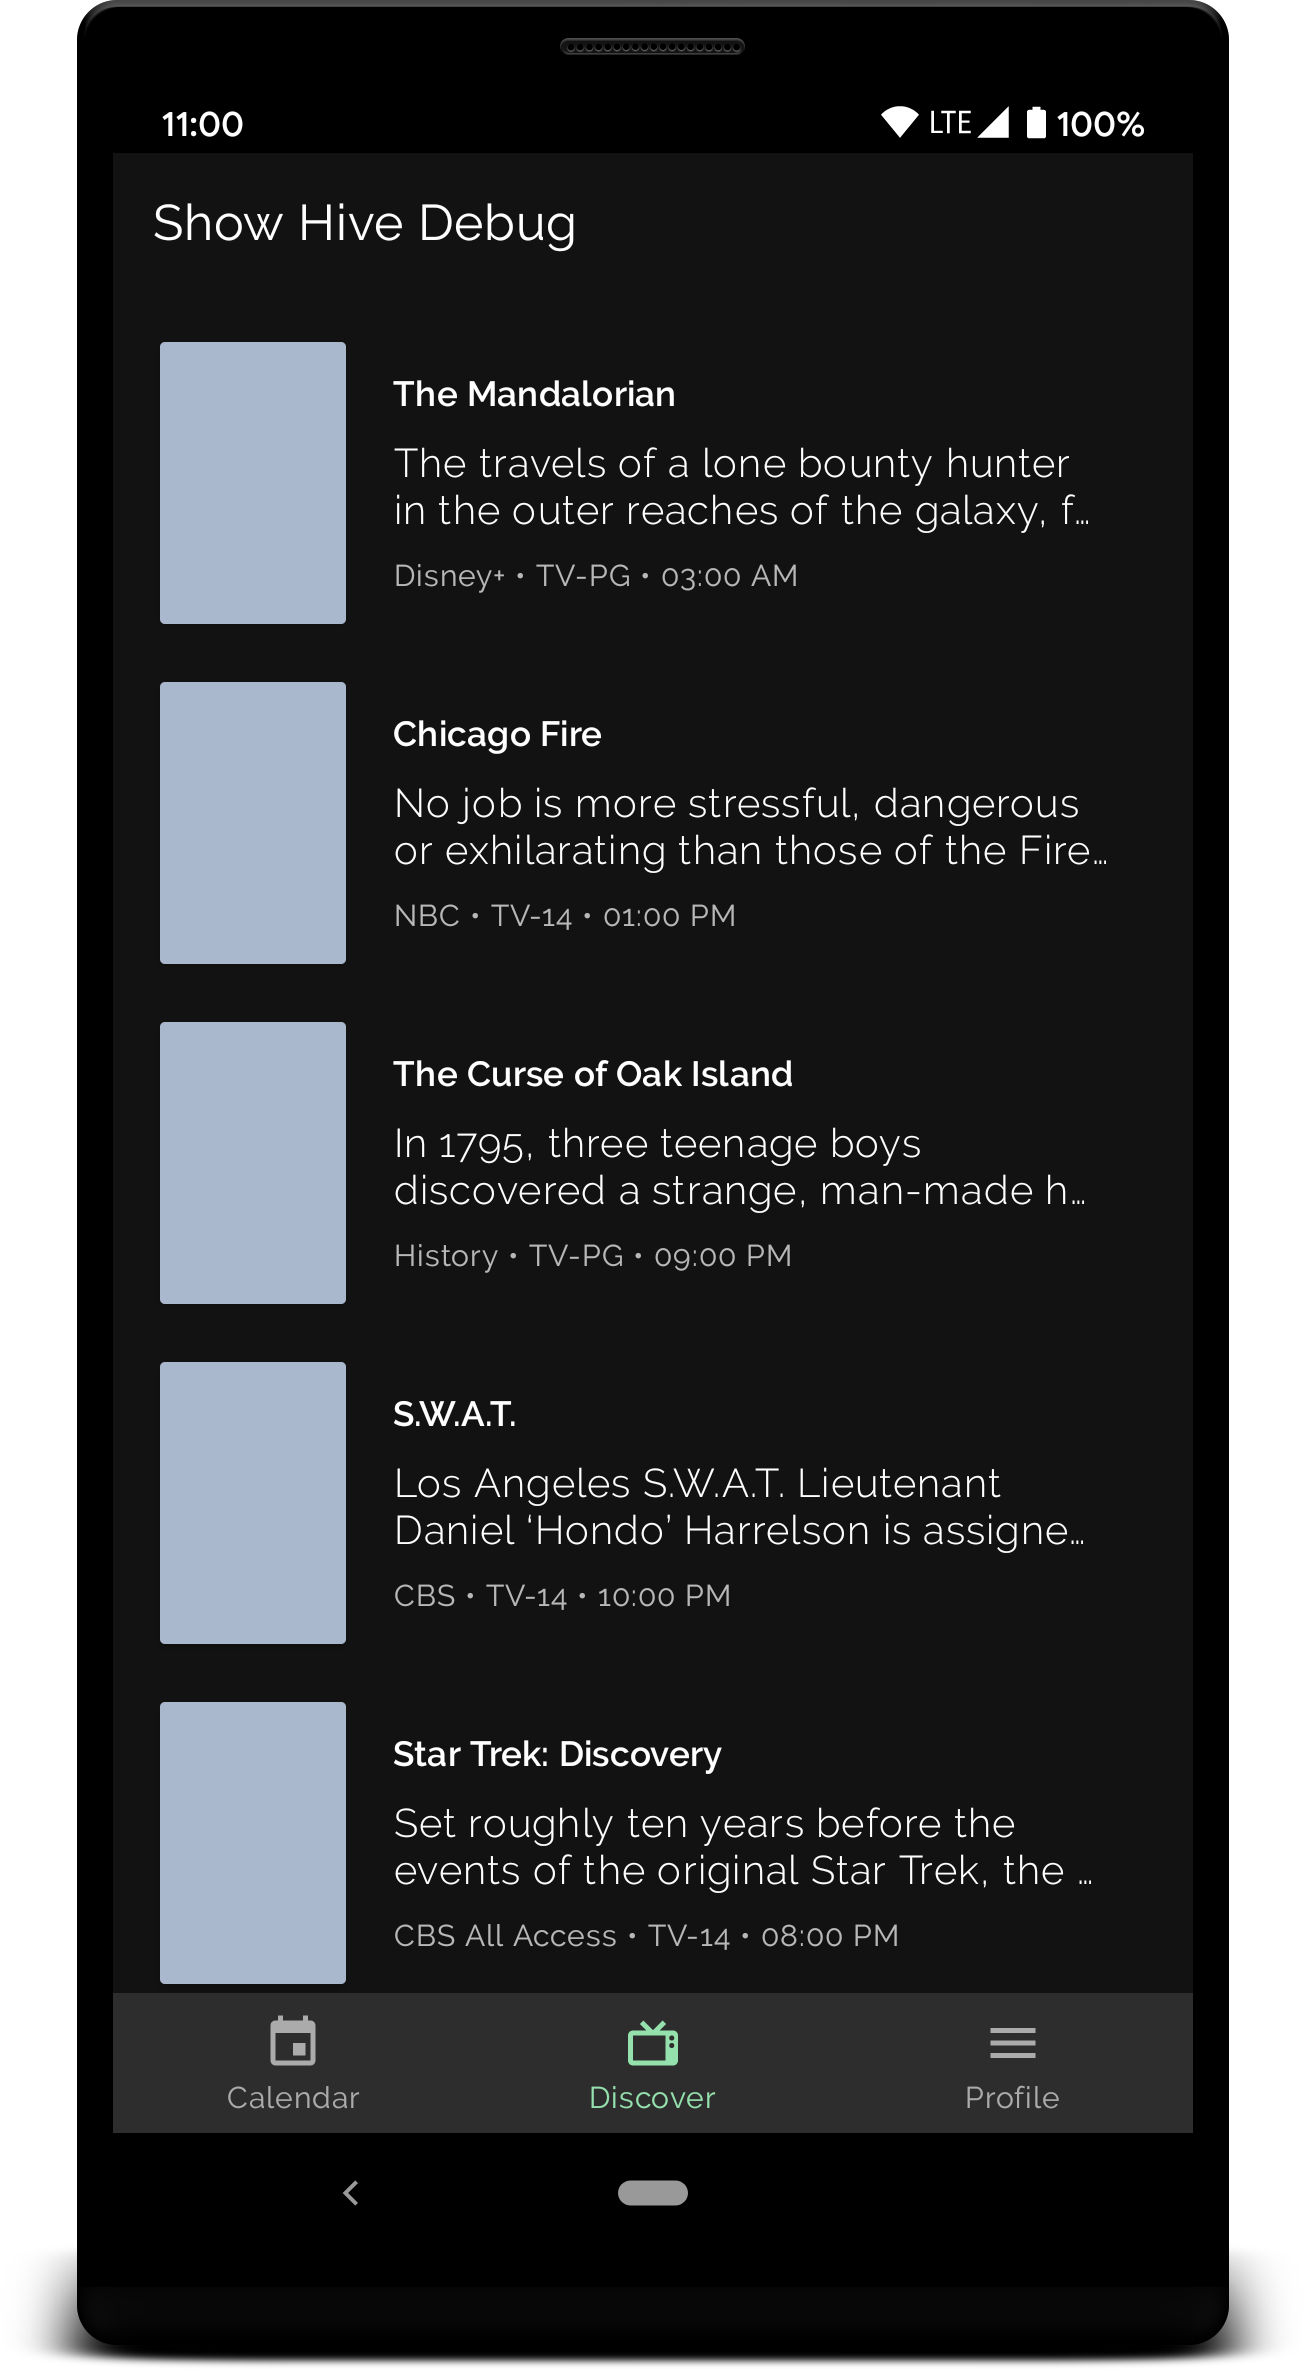 11:00 LTE 100%
Show Hive Debug
The Mandalorian
The travels of a lone bounty hunter
in the outer reaches of the galaxy, f…
Disney+ • TV-PG • 03:00 AM
Chicago Fire
No job is more stressful, dangerous
or exhilarating than those of the Fire…
NBC • TV-14 • 01:00 PM
The Curse of Oak Island
In 1795, three teenage boys
discovered a strange, man-made h…
History • TV-PG • 09:00 PM
S.W.A.T.
Los Angeles S.W.A.T. Lieutenant
Daniel ‘Hondo’ Harrelson is assigne…
CBS • TV-14 • 10:00 PM
Star Trek: Discovery
Set roughly ten years before the
events of the original Star Trek, the …
CBS All Access • TV-14 • 08:00 PM
Calendar Discover Profile